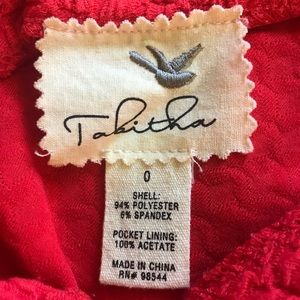 Tabitha
0
SHELL:
94% POLYESTER
6% SPANDEX
POCKET LINING:
100% ACETATE
MADE IN CHINA
RN# 98544